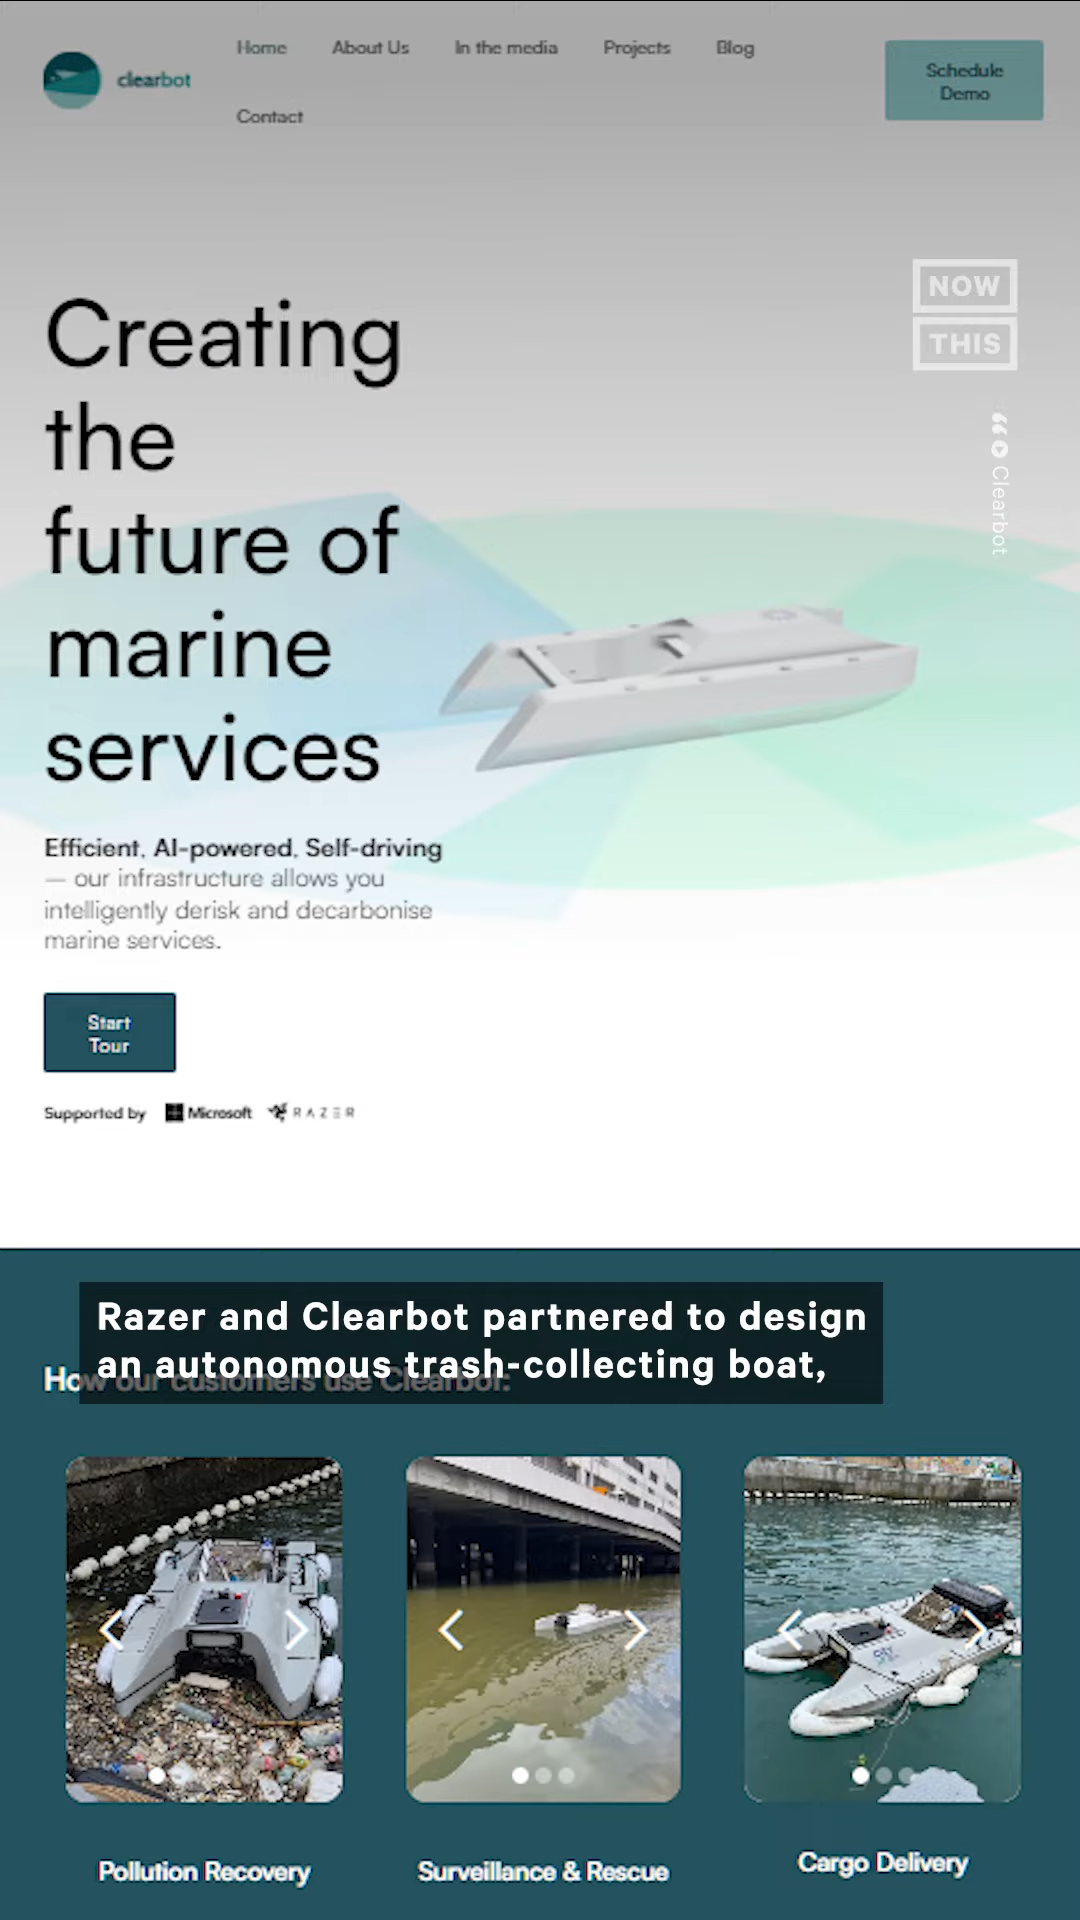 clearbot
Home About Us In the media Projects Blog
Contact
Schedule
Demo
NOW
THIS
Clearbot
Creating
the
future of
marine
services
Efficient, AI-powered, Self-driving
— our infrastructure allows you
intelligently derisk and decarbonise
marine services.
Start
Tour
Supported by Microsoft RAZER
Razer and Clearbot partnered to design
an autonomous trash-collecting boat,
How our customers use Clearbot:
Pollution Recovery
Surveillance & Rescue
Cargo Delivery